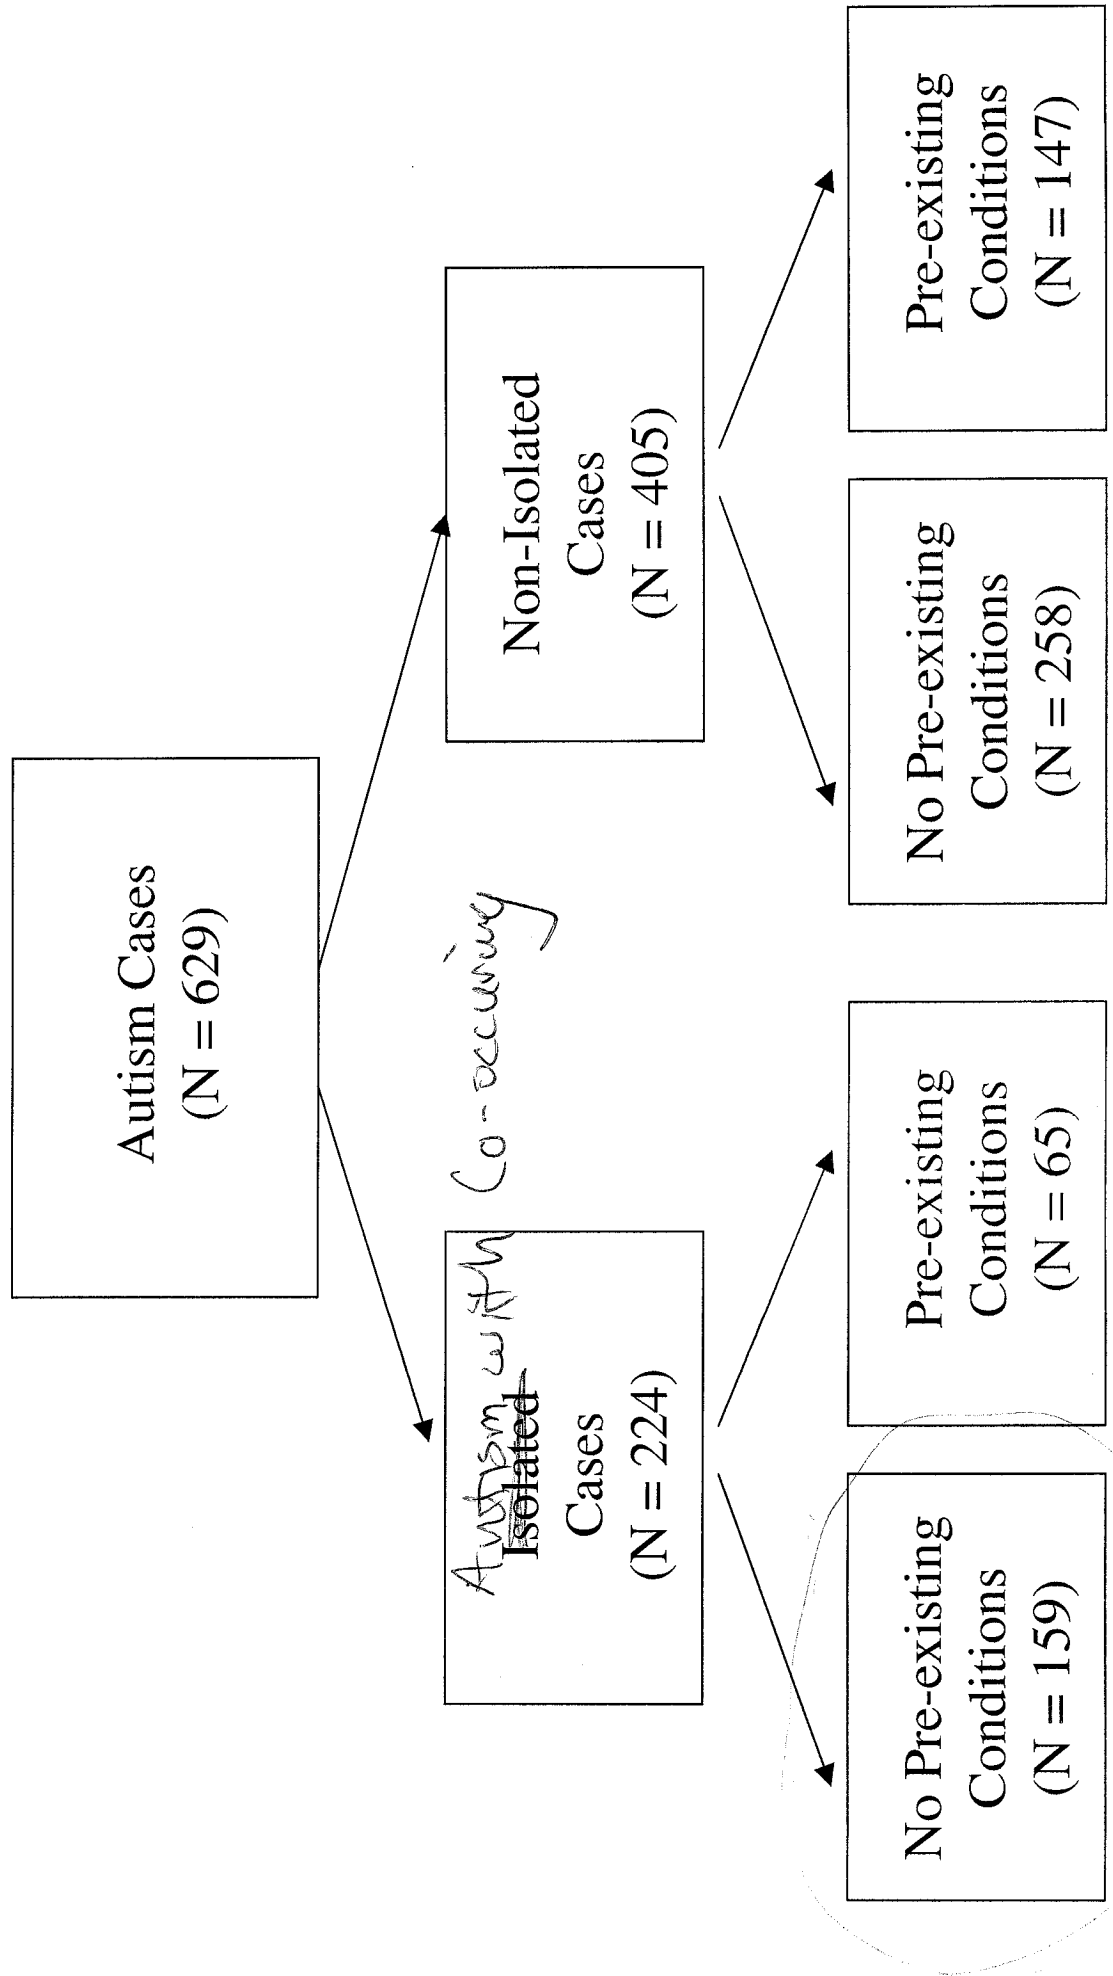 Autism Cases
(N = 629)
Autism with Co-occuring
Isolated
Cases
(N = 224)
Non-Isolated
Cases
(N = 405)
No Pre-existing
Conditions
(N = 159)
Pre-existing
Conditions
(N = 65)
No Pre-existing
Conditions
(N = 258)
Pre-existing
Conditions
(N = 147)